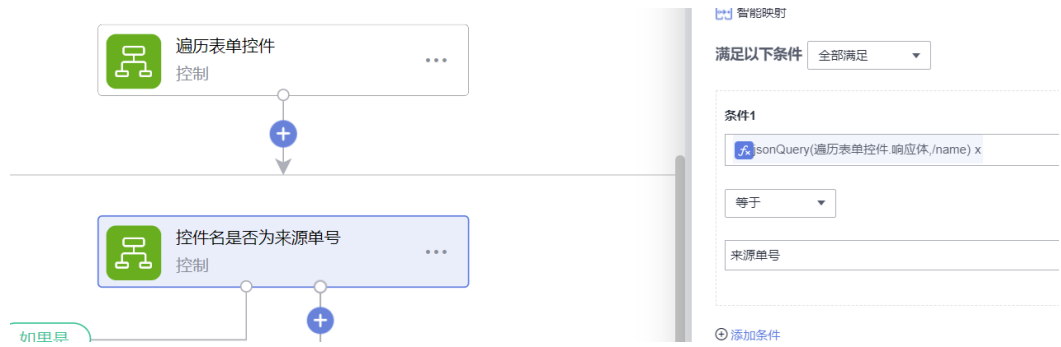 遍历表单控件
控制
控件名是否为来源单号
控制
如果是
智能映射
满足以下条件 全部满足
条件1
sonQuery(遍历表单控件.响应体,/name) x
等于
来源单号
添加条件